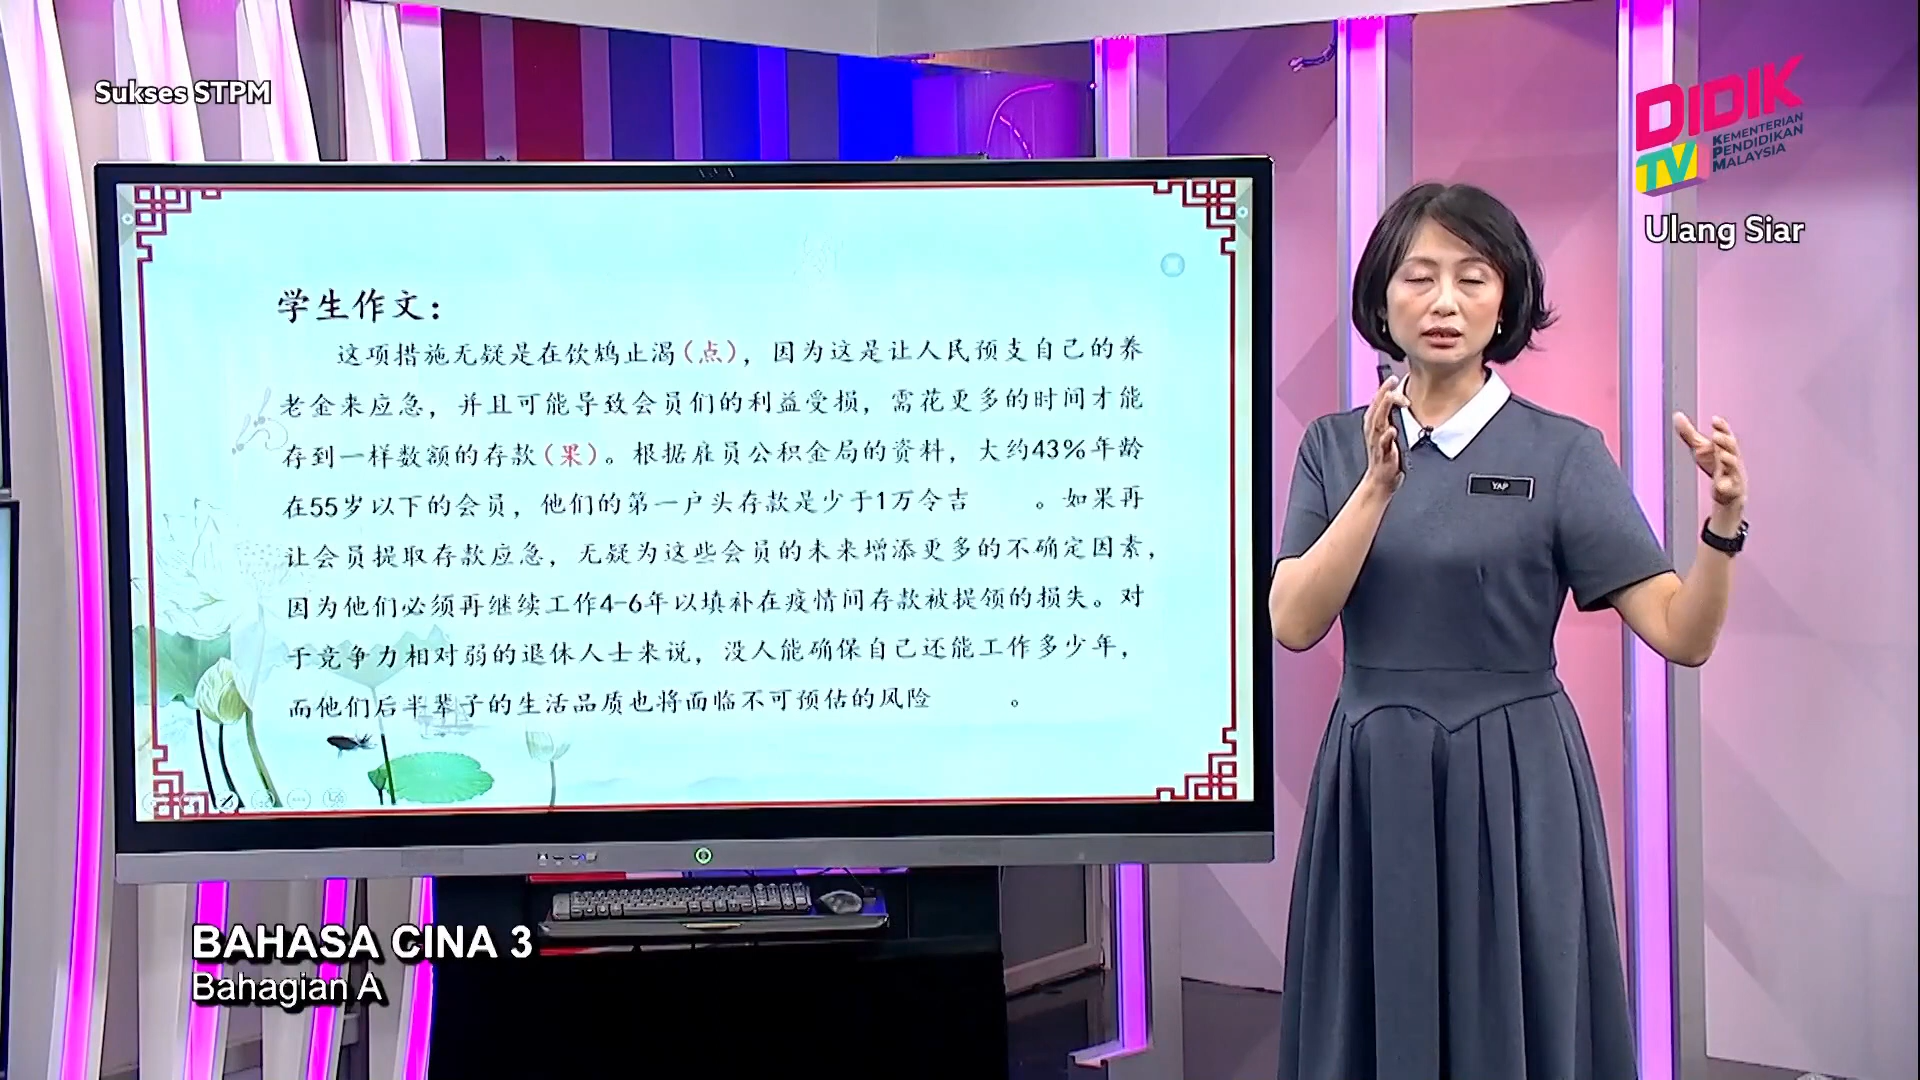 Sukses STPM
DIDIK
TV
KEMENTERIAN
PENDIDIKAN
MALAYSIA
Ulang Siar
学生作文：
这项措施无疑是在饮鸩止渴（点），因为这是让人民预支自己的养
老金来应急，并且可能导致会员们的利益受损，需花更多的时间才能
存到一样数额的存款（果）。根据雇员公积金局的资料，大约43%年龄
在55岁以下的会员，他们的第一户头存款是少于1万令吉 。如果再
让会员提取存款应急，无疑为这些会员的未来增添更多的不确定因素，
因为他们必须再继续工作4-6年以填补在疫情间存款被提领的损失。对
于竞争力相对弱的退休人士来说，没人能确保自己还能工作多少年，
而他们后半辈子的生活品质也将面临不可预估的风险 。
YAP
BAHASA CINA 3
Bahagian A